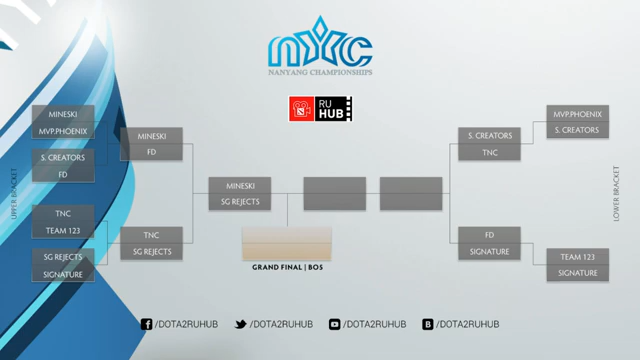 NYC
NANYANG CHAMPIONSHIPS
RU
HUB
UPPER BRACKET
MINESKI
MVP.PHOENIX
S. CREATORS
FD
TNC
TEAM 123
SG REJECTS
SIGNATURE
MINESKI
FD
TNC
SG REJECTS
MINESKI
SG REJECTS
GRAND FINAL | BO5
S. CREATORS
TNC
FD
SIGNATURE
MVP.PHOENIX
S. CREATORS
TEAM 123
SIGNATURE
LOWER BRACKET
/DOTA2RUHUB
/DOTA2RUHUB
/DOTA2RUHUB
/DOTA2RUHUB